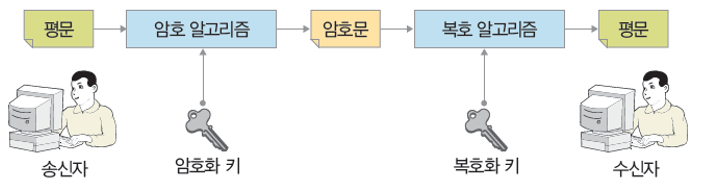 평문
암호 알고리즘
암호문
복호 알고리즘
평문
송신자
암호화 키
복호화 키
수신자